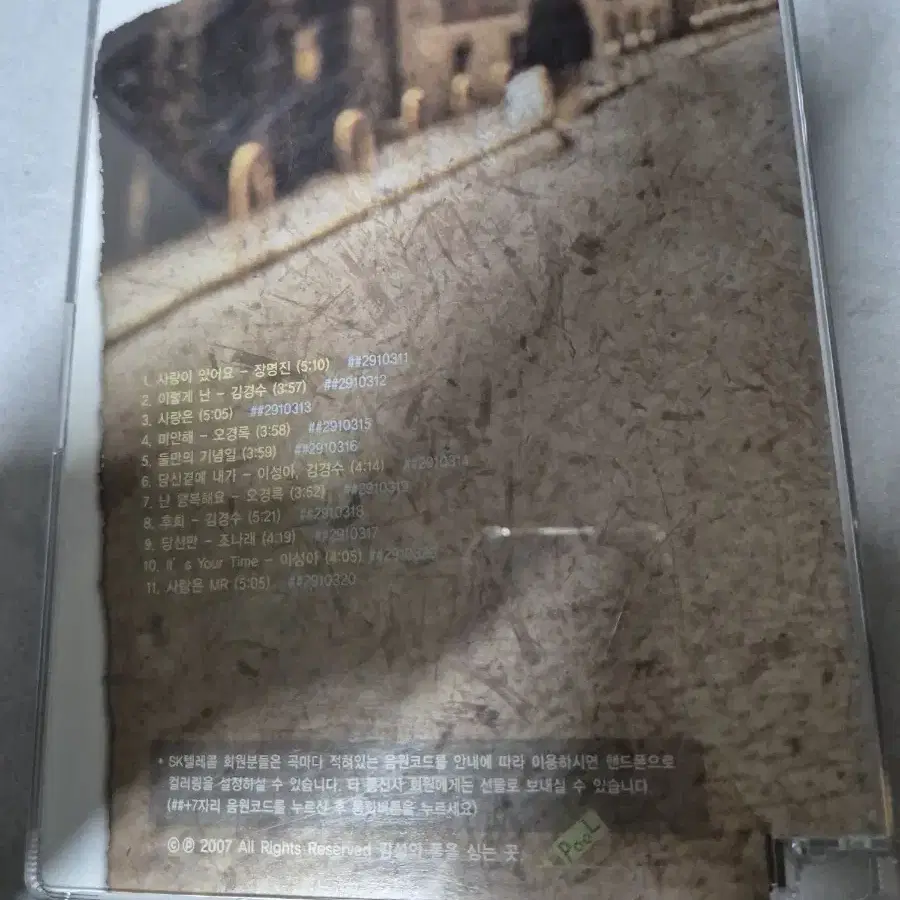 1. 사랑이 있어요 - 장명진 (5:10) ##2910311
2. 이렇게 난 - 김경수 (3:57) ##2910312
3. 사랑은 (5:05) ##2910313
4. 미안해 - 오경록 (3:58) ##2910315
5. 둘만의 기념일 (3:59) ##2910316
6. 당신곁에 내가 - 이성아, 김경수 (4:14) ##2910314
7. 난 행복해요 - 오경록 (3:52) ##2910319
8. 후회 - 김경수 (5:21) ##2910318
9. 당신만 - 조나래 (4:19) ##2910317
10. It's Your Time - 이성아 (4:05)
11. 사랑은 MR (5:05) ##2910320
* SK텔레콤 회원분들은 곡마다 적혀있는 음원코드를 안내에 따라 이용하시면 핸드폰으로
컬러링을 설정하실 수 있습니다. 타 통신사 회원에게는 선물로 보내실 수 있습니다
(##+7자리 음원코드를 누르신 후 통화버튼을 누르세요)
©℗ 2007 All Rights Reserved 감성의 풍을 싣는 곳
PooL